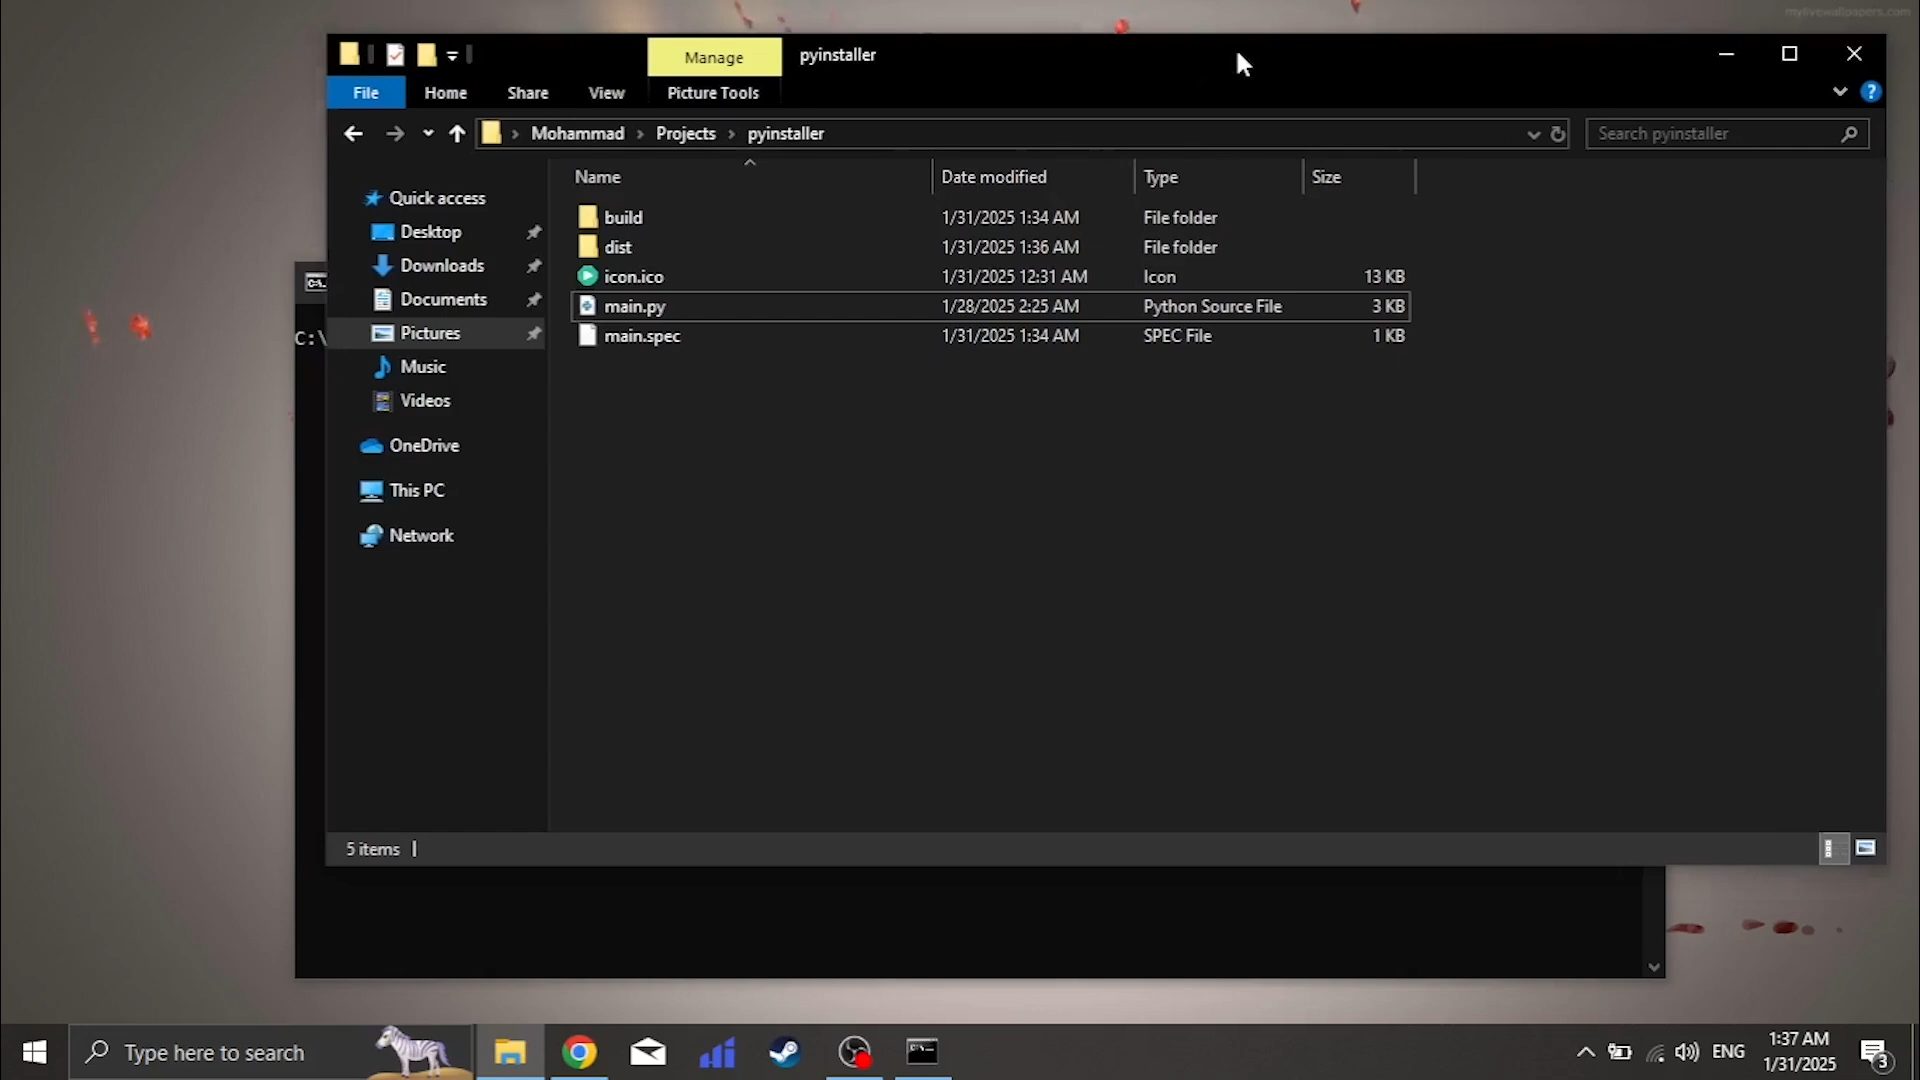 mylivewallpapers.com
Manage
pyinstaller
File
Home
Share
View
Picture Tools
Mohammad
Projects
pyinstaller
Search pyinstaller
Name
Date modified
Type
Size
Quick access
Desktop
Downloads
Documents
Pictures
Music
Videos
OneDrive
This PC
Network
build 1/31/2025 1:34 AM File folder
dist 1/31/2025 1:36 AM File folder
icon.ico 1/31/2025 12:31 AM Icon 13 KB
main.py 1/28/2025 2:25 AM Python Source File 3 KB
main.spec 1/31/2025 1:34 AM SPEC File 1 KB
C:\
5 items
Type here to search
ENG
1:37 AM
1/31/2025
3